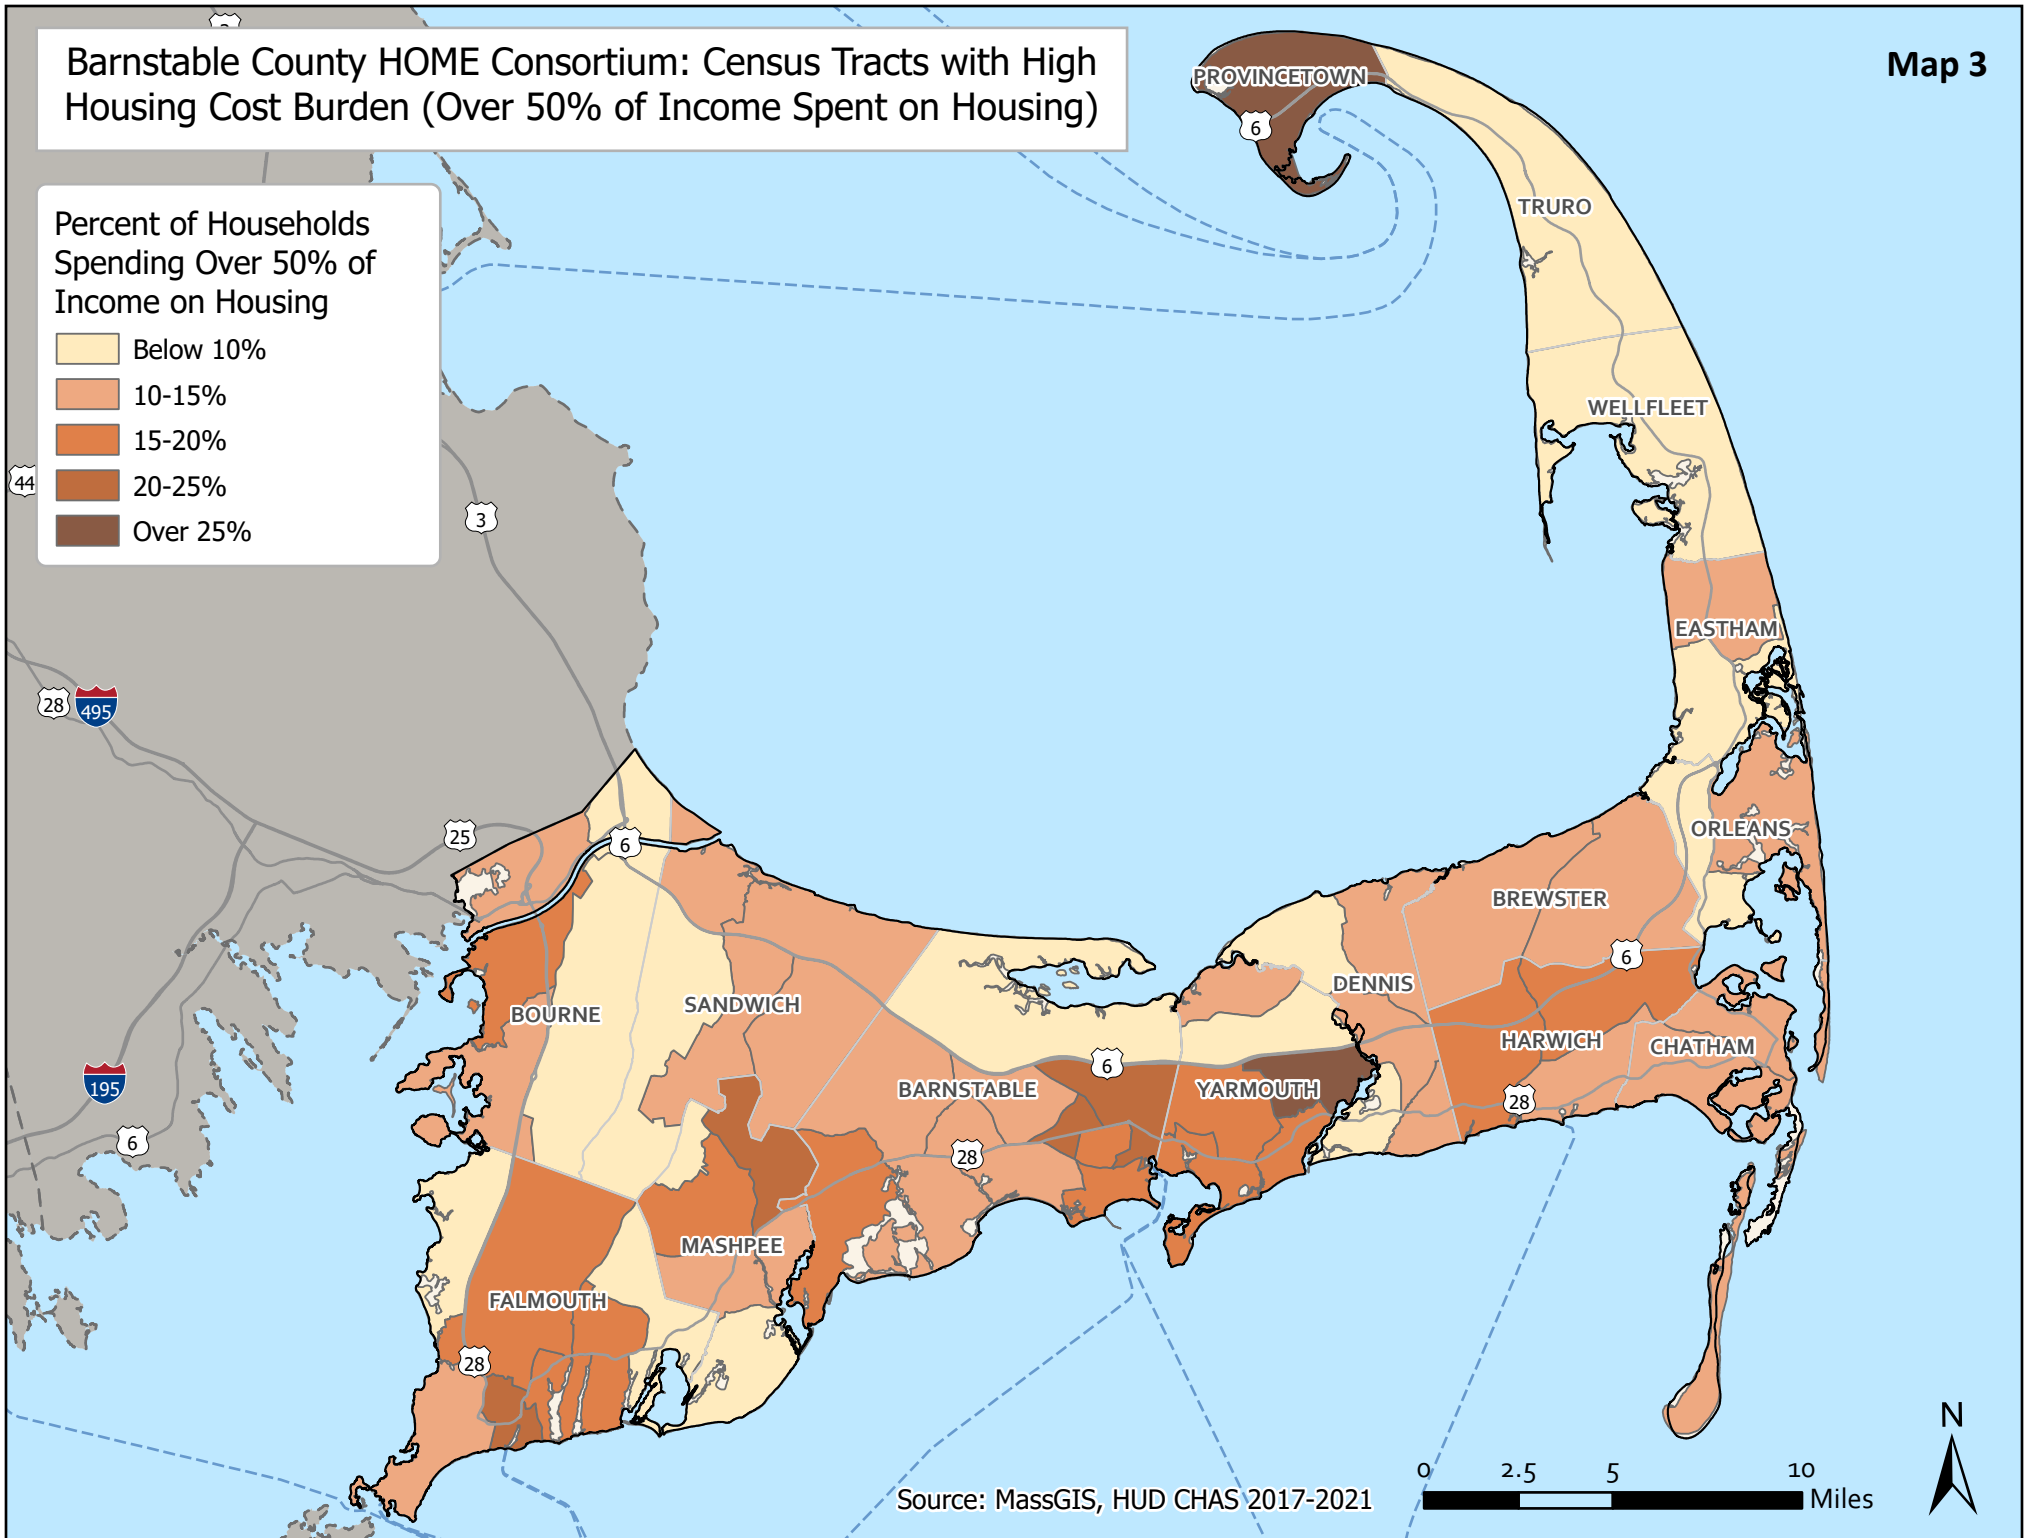 Barnstable County HOME Consortium: Census Tracts with High
Housing Cost Burden (Over 50% of Income Spent on Housing)
Map 3
Percent of Households
Spending Over 50% of
Income on Housing
Below 10%
10-15%
15-20%
20-25%
Over 25%
PROVINCETOWN
6
TRURO
WELLFLEET
44
3
EASTHAM
28
495
25
6
ORLEANS
BREWSTER
6
DENNIS
SANDWICH
BOURNE
HARWICH
CHATHAM
6
195
BARNSTABLE
YARMOUTH
28
6
28
MASHPEE
FALMOUTH
28
N
0 2.5 5 10
Miles
Source: MassGIS, HUD CHAS 2017-2021